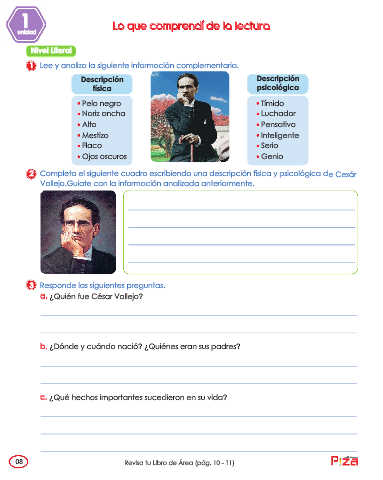 1
unidad
Lo que comprendí de la lectura
Nivel Literal
1 Lee y analiza la siguiente información complementaria.
Descripción
física
• Pelo negro
• Nariz ancha
• Alto
• Mestizo
• Flaco
• Ojos oscuros
Descripción
psicológica
• Tímido
• Luchador
• Pensativo
• Inteligente
• Serio
• Genio
2 Completa el siguiente cuadro escribiendo una descripción física y psicológica de Cesár
Vallejo.Guíate con la información analizada anteriormente.
3 Responde las siguientes preguntas.
a. ¿Quién fue César Vallejo?
b. ¿Dónde y cuándo nació? ¿Quiénes eran sus padres?
c. ¿Qué hechos importantes sucedieron en su vida?
08
Revisa tu Libro de Área (pág. 10 - 11)
PIZA